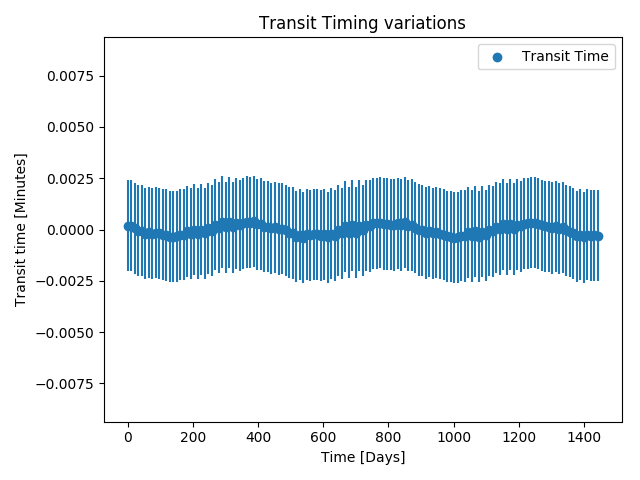 Transit Timing variations
Transit Time
Transit time [Minutes]
0.0075
0.0050
0.0025
0.0000
−0.0025
−0.0050
−0.0075
0 200 400 600 800 1000 1200 1400
Time [Days]